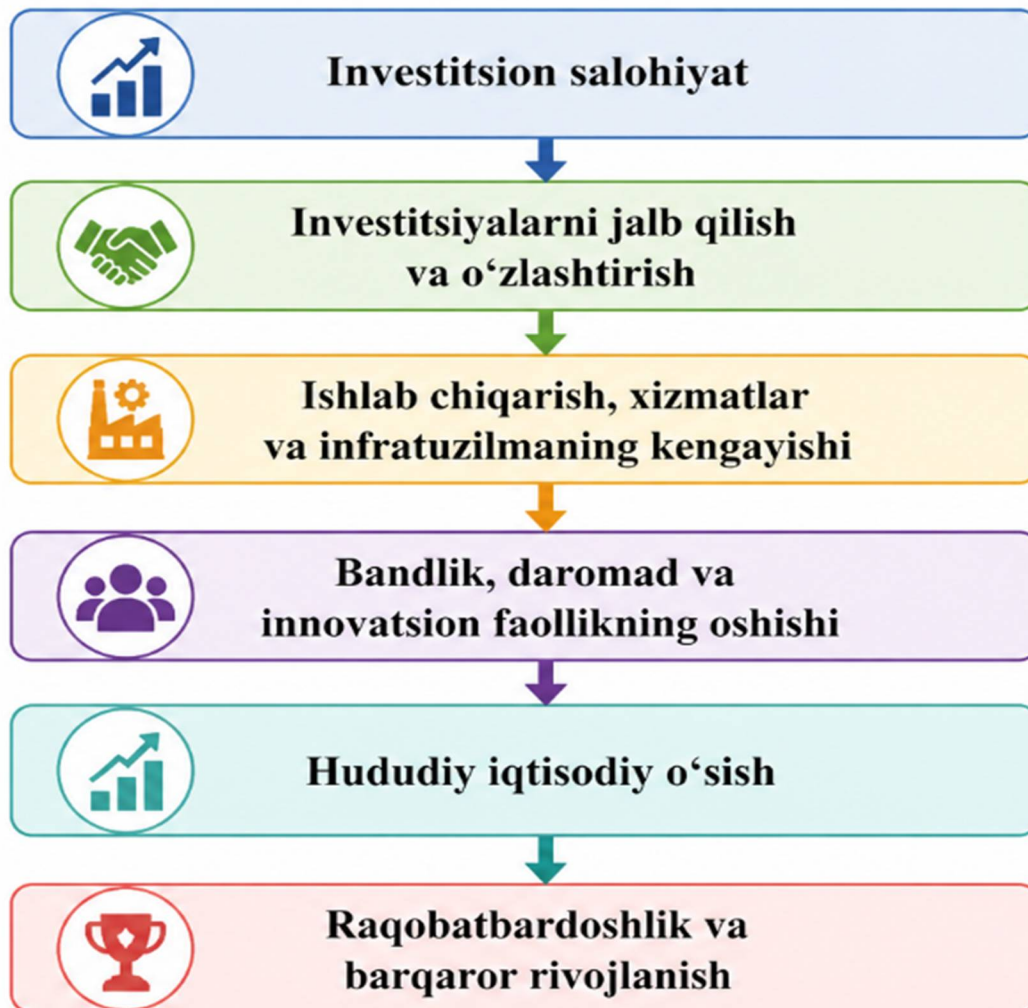 Investitsion salohiyat
Investitsiyalarni jalb qilish
va o‘zlashtirish
Ishlab chiqarish, xizmatlar
va infratuzilmaning kengayishi
Bandlik, daromad va
innovatsion faollikning oshishi
Hududiy iqtisodiy o‘sish
Raqobatbardoshlik va
barqaror rivojlanish